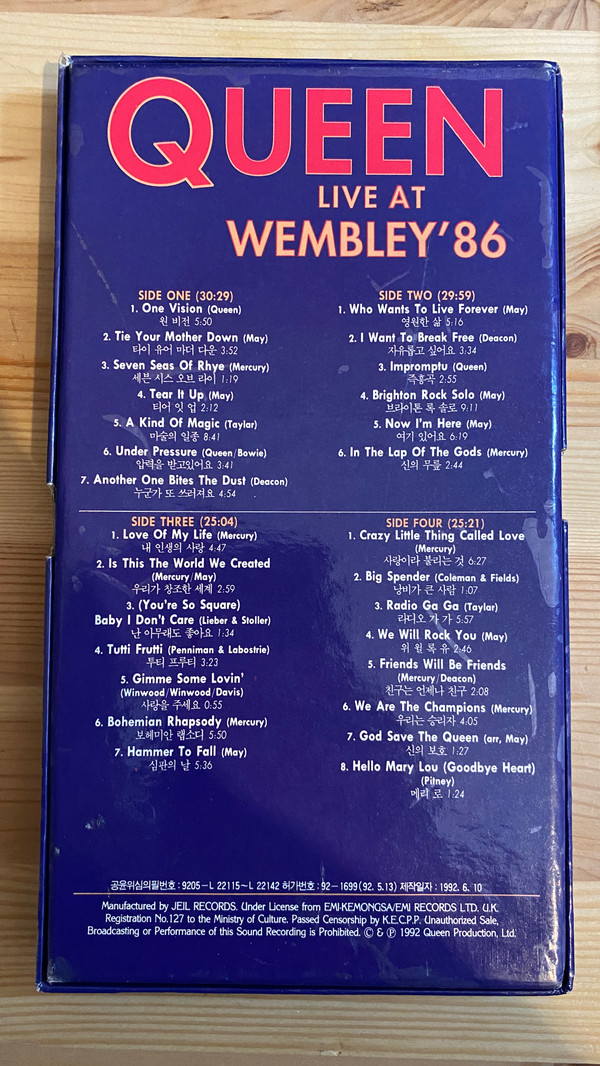 QUEEN
LIVE AT
WEMBLEY'86
SIDE ONE (30:29)
1. One Vision (Queen)
원 비전 5:50
2. Tie Your Mother Down (May)
타이 유어 마더 다운 3:52
3. Seven Seas Of Rhye (Mercury)
세븐 시스 오브 라이 1:19
4. Tear It Up (May)
티어 잇 업 2:12
5. A Kind Of Magic (Taylar)
마술의 일종 8:41
6. Under Pressure (Queen/Bowie)
압력을 받고있어요 3:41
7. Another One Bites The Dust (Deacon)
누군가 또 쓰러져요 4:54
SIDE TWO (29:59)
1. Who Wants To Live Forever (May)
영원한 삶 5:16
2. I Want To Break Free (Deacon)
자유롭고 싶어요 3:34
3. Impromptu (Queen)
즉흥곡 2:55
4. Brighton Rock Solo (May)
브라이튼 록 솔로 9:11
5. Now I'm Here (May)
여기 있어요 6:19
6. In The Lap Of The Gods (Mercury)
신의 무릎 2:44
SIDE THREE (25:04)
1. Love Of My Life (Mercury)
내 인생의 사랑 4:47
2. Is This The World We Created
(Mercury/May)
우리가 창조한 세계 2:59
3. (You're So Square)
Baby I Don't Care (Lieber & Stoller)
난 아무래도 좋아요 1:34
4. Tutti Frutti (Penniman & Labostrie)
투티 프루티 3:23
5. Gimme Some Lovin'
(Winwood/Winwood/Davis)
사랑을 주세요 0:55
6. Bohemian Rhapsody (Mercury)
보헤미안 랩소디 5:50
7. Hammer To Fall (May)
심판의 날 5:36
SIDE FOUR (25:21)
1. Crazy Little Thing Called Love
(Mercury)
사랑이라 불리는 것 6:27
2. Big Spender (Coleman & Fields)
낭비가 큰 사람 1:07
3. Radio Ga Ga (Taylar)
라디오 가 가 5:57
4. We Will Rock You (May)
위 윌 록 유 2:46
5. Friends Will Be Friends
(Mercury/Deacon)
친구는 언제나 친구 2:08
6. We Are The Champions (Mercury)
우리는 승리자 4:05
7. God Save The Queen (arr, May)
신의 보호 1:27
8. Hello Mary Lou (Goodbye Heart)
(Pitney)
메리 로 1:24
공윤위심의필번호 : 9205-L 22115~L 22142 허가번호 : 92-1699(92. 5.13) 제작일자 : 1992. 6. 10
Manufactured by JEIL RECORDS. Under License from EMI-KEMONGSA/EMI RECORDS LTD. U.K.
Registration No.127 to the Ministry of Culture. Passed Censorship by K.E.C.P.P. Unauthorized Sale,
Broadcasting or Performance of this Sound Recording is Prohibited. © & ℗ 1992 Queen Production, Ltd.